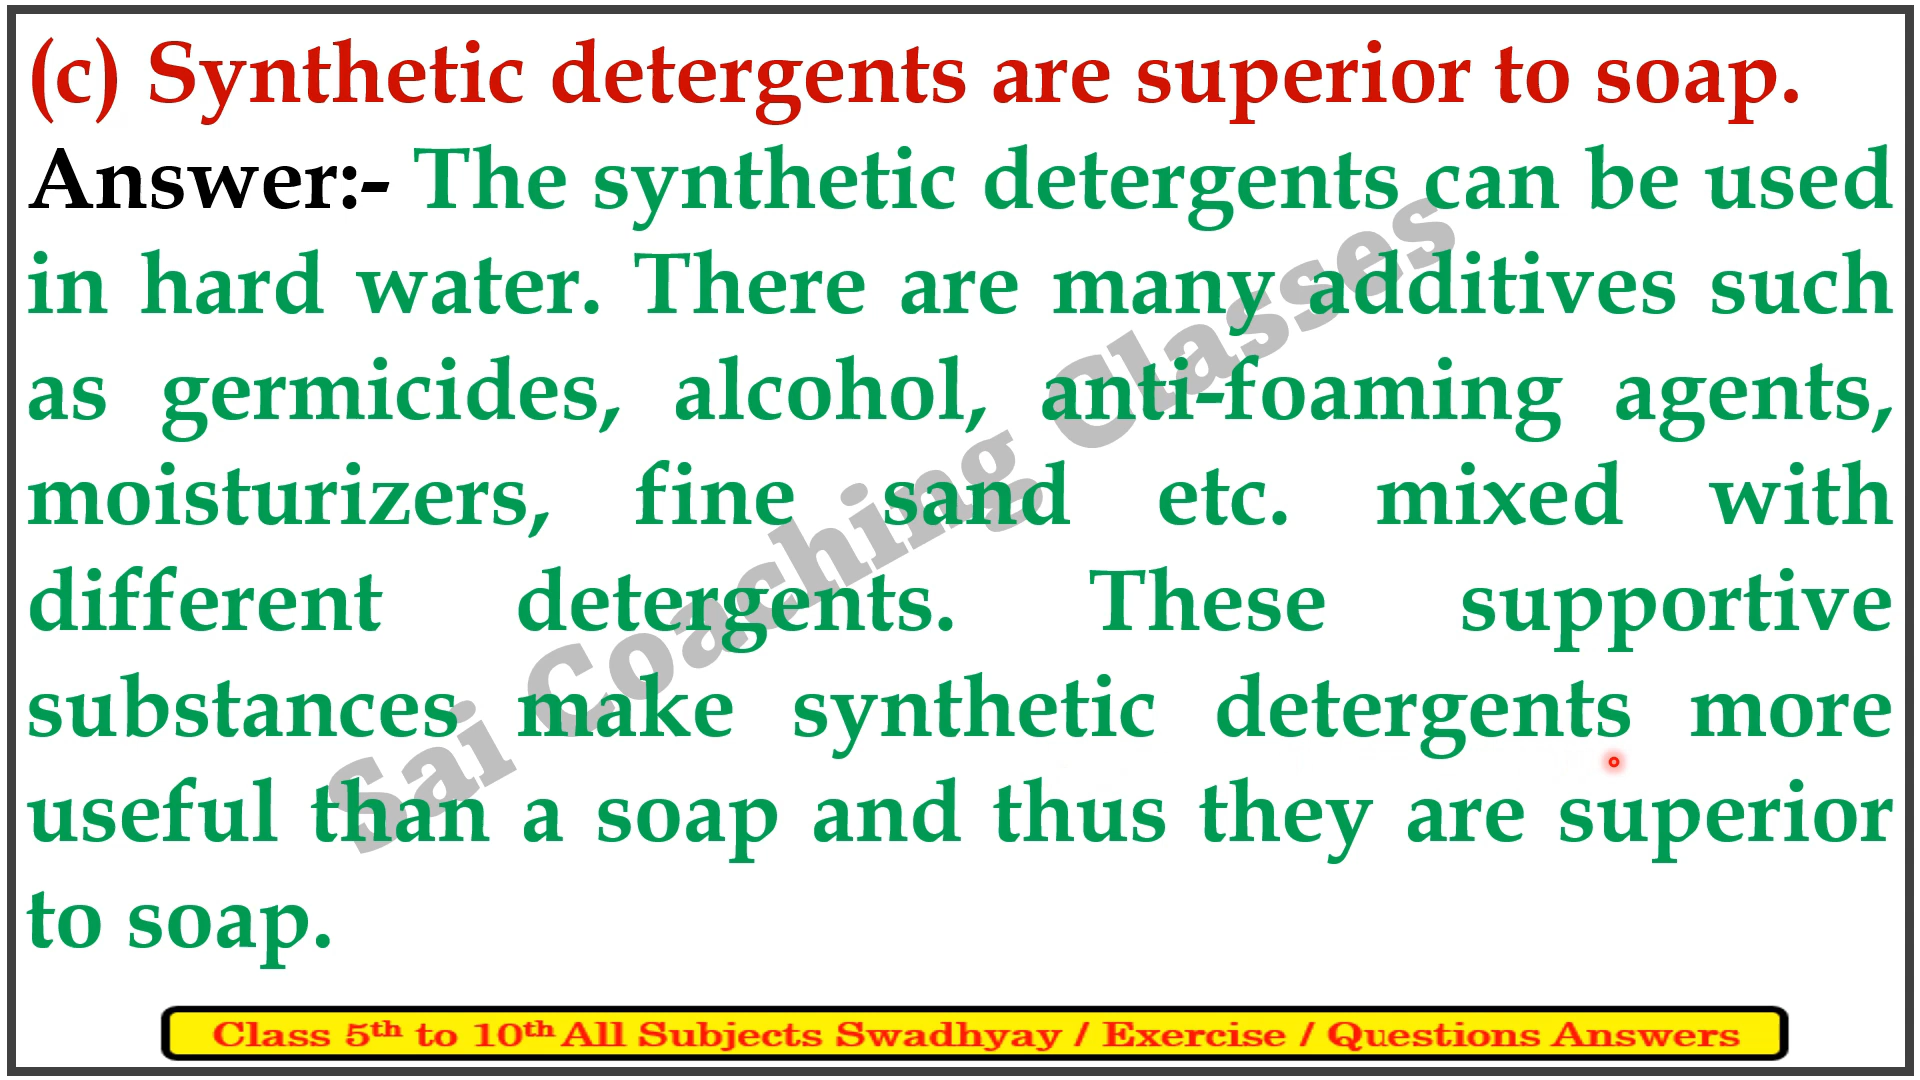 (c) Synthetic detergents are superior to soap.
Answer:- The synthetic detergents can be used
in hard water. There are many additives such
as germicides, alcohol, anti-foaming agents,
moisturizers, fine sand etc. mixed with
different detergents. These supportive
substances make synthetic detergents more
useful than a soap and thus they are superior
to soap.
Sai Coaching Classes
Class 5th to 10th All Subjects Swadhyay / Exercise / Questions Answers